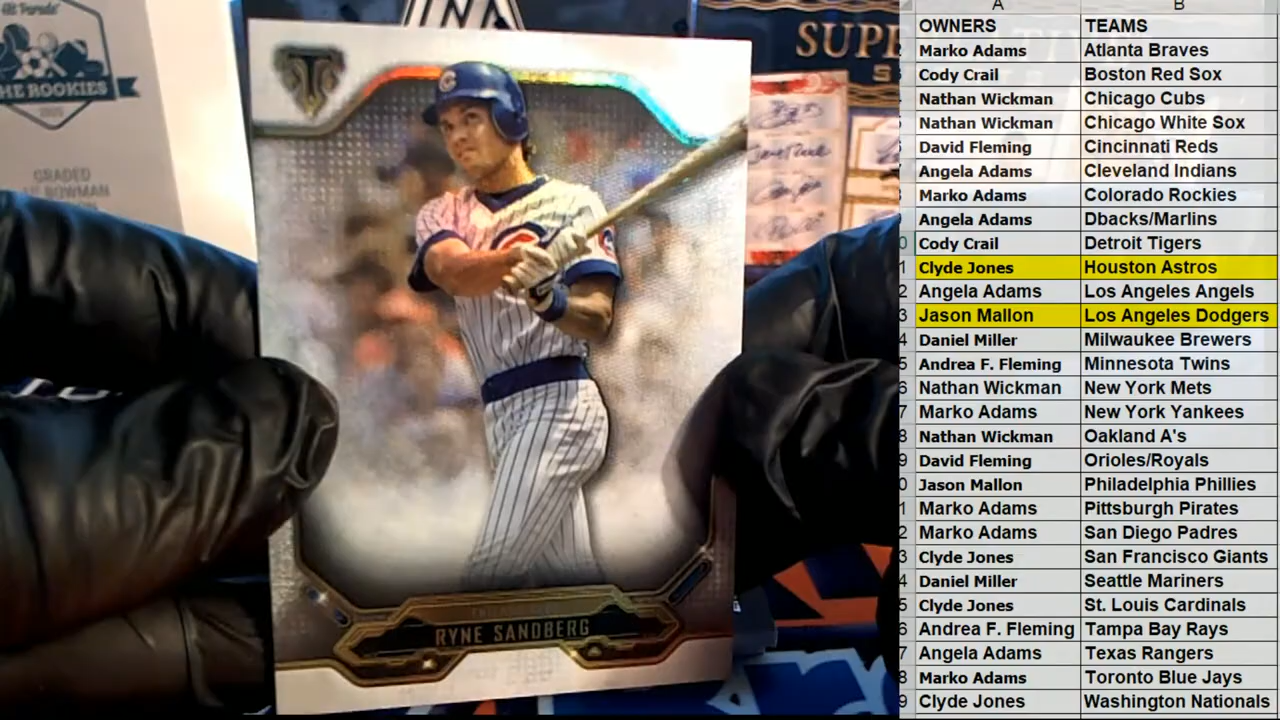 Hit Parade
THE ROOKIES
GRADED
BOWMAN
SUP
S
C
RYNE SANDBERG
A B
OWNERS TEAMS
Marko Adams Atlanta Braves
Cody Crail Boston Red Sox
Nathan Wickman Chicago Cubs
Nathan Wickman Chicago White Sox
David Fleming Cincinnati Reds
Angela Adams Cleveland Indians
Marko Adams Colorado Rockies
Angela Adams Dbacks/Marlins
Cody Crail Detroit Tigers
Clyde Jones Houston Astros
Angela Adams Los Angeles Angels
Jason Mallon Los Angeles Dodgers
Daniel Miller Milwaukee Brewers
Andrea F. Fleming Minnesota Twins
Nathan Wickman New York Mets
Marko Adams New York Yankees
Nathan Wickman Oakland A's
David Fleming Orioles/Royals
Jason Mallon Philadelphia Phillies
Marko Adams Pittsburgh Pirates
Marko Adams San Diego Padres
Clyde Jones San Francisco Giants
Daniel Miller Seattle Mariners
Clyde Jones St. Louis Cardinals
Andrea F. Fleming Tampa Bay Rays
Angela Adams Texas Rangers
Marko Adams Toronto Blue Jays
Clyde Jones Washington Nationals